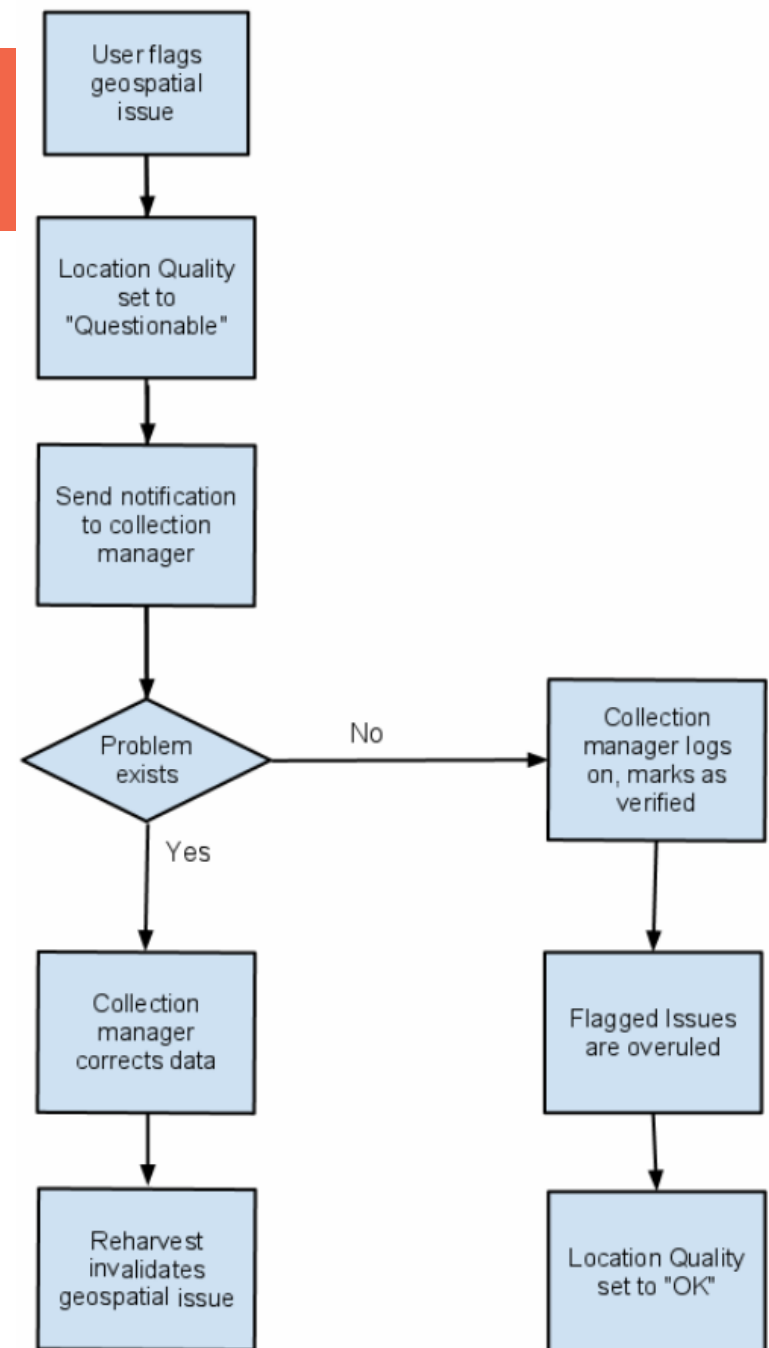 User flags
geospatial
issue
Location Quality
set to
"Questionable"
Send notification
to collection
manager
Problem
exists
No
Collection
manager logs
on, marks as
verified
Yes
Collection
manager
corrects data
Flagged Issues
are overuled
Reharvest
invalidates
geospatial issue
Location Quality
set to "OK"